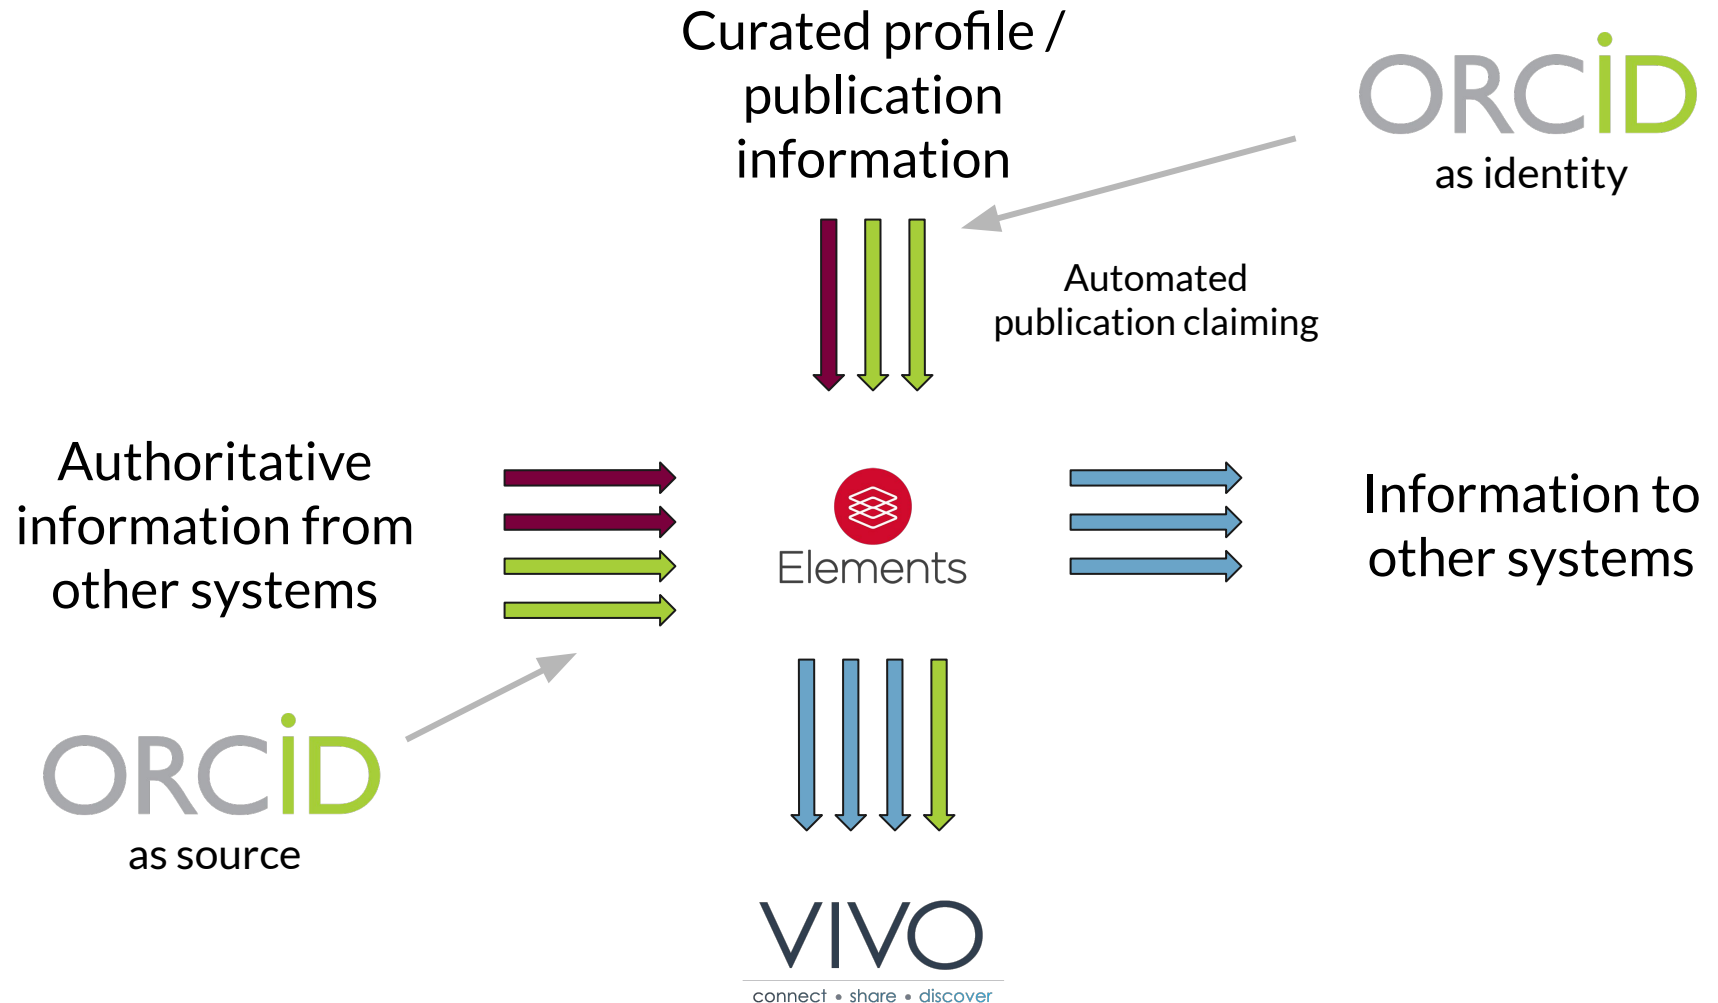 Curated profile /
publication
information
ORCiD
as identity
Automated
publication claiming
Authoritative
information from
other systems
Elements
Information to
other systems
ORCiD
as source
VIVO
connect • share • discover